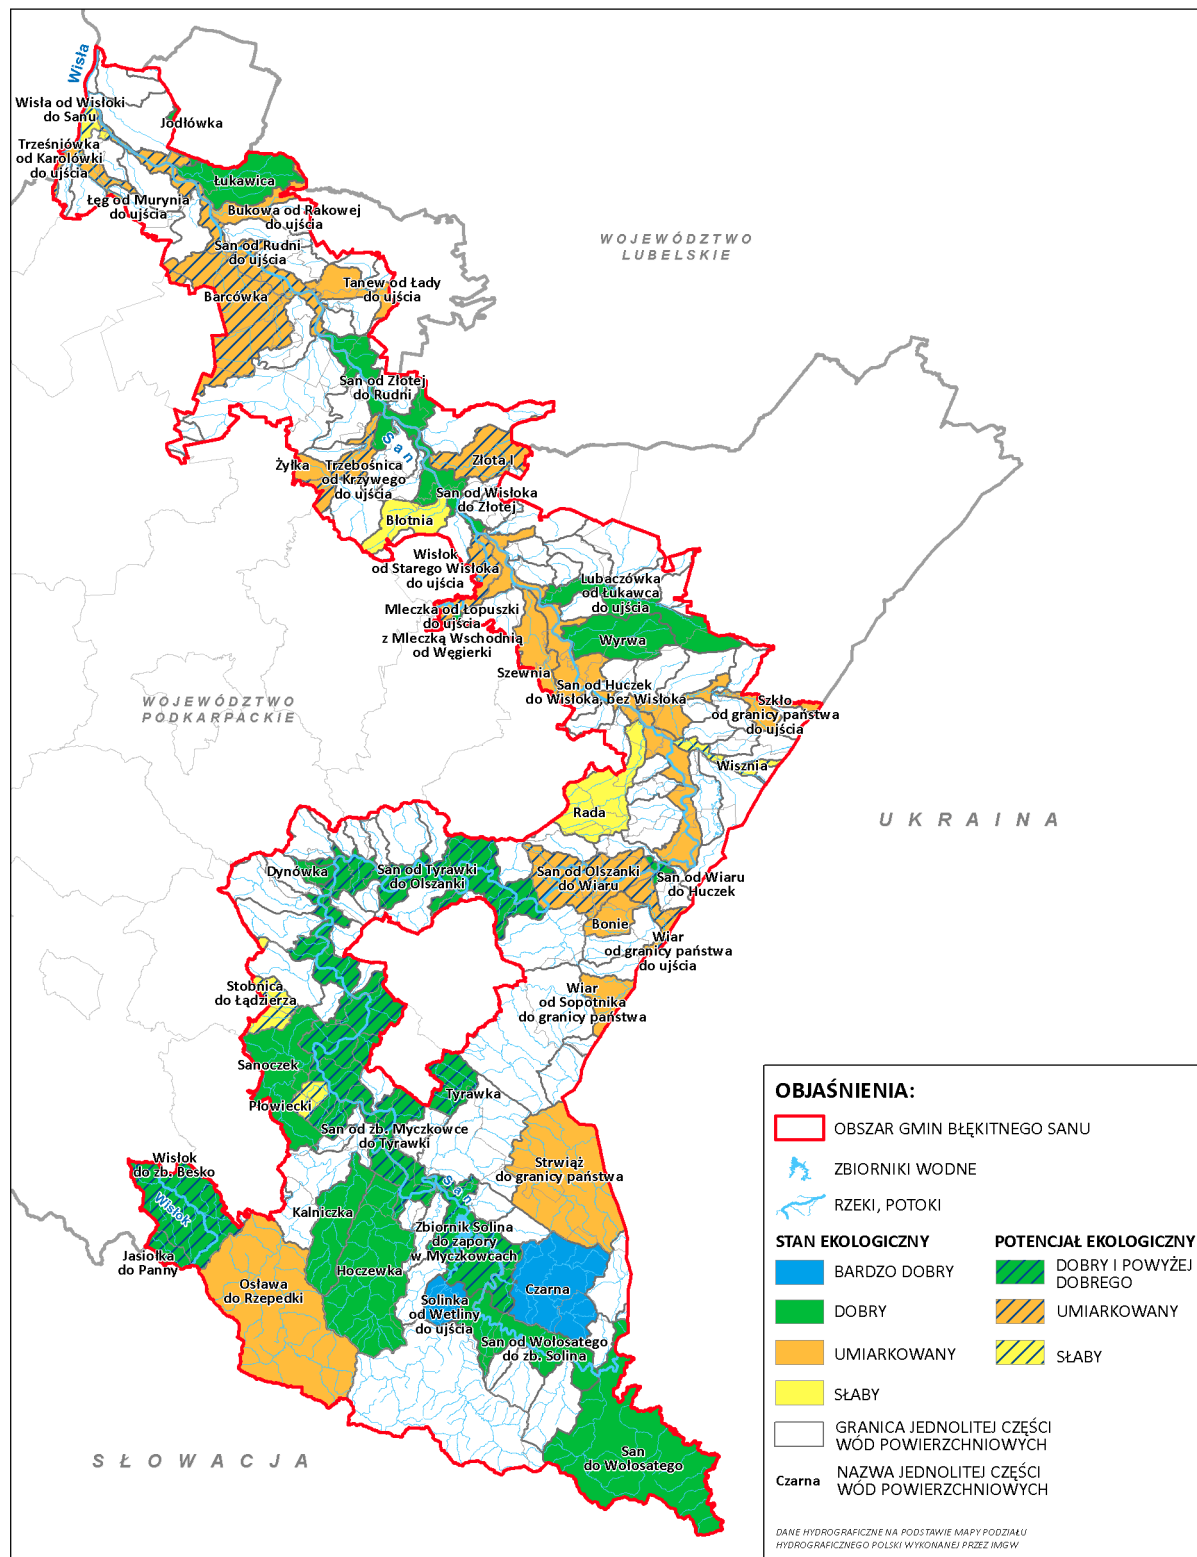 Wisła
Wisła od Wisłoki
do Sanu
Jodłówka
Trześniówka
od Karolówki
do ujścia
Łęg od Murynia
do ujścia
Łukawica
Bukowa od Rakowej
do ujścia
San od Rudni
do ujścia
Barcówka
Tanew od Łady
do ujścia
WOJEWÓDZTWO
LUBELSKIE
San od Złotej
do Rudni
San
Żyłka
Trzebośnica
od Krzywego
do ujścia
Złota I
San od Wisłoka
do Złotej
Błotnia
Wisłok
od Starego Wisłoka
do ujścia
Lubaczówka
od Łukawca
do ujścia
Mleczka od Łopuszki
do ujścia
z Mleczką Wschodnią
od Węgierki
Wyrwa
Szewnia
San od Huczek
do Wisłoka, bez Wisłoka
Szkło
od granicy państwa
do ujścia
WOJEWÓDZTWO
PODKARPACKIE
Wisznia
Rada
UKRAINA
Dynówka
San od Tyrawki
do Olszanki
San od Olszanki
do Wiaru
San od Wiaru
do Huczek
Bonie
Wiar
od granicy państwa
do ujścia
Stobnica
do Łądzierza
Wiar
od Sopotnika
do granicy państwa
Sanoczek
Płowiecki
Tyrawka
San od zb. Myczkowce
do Tyrawki
Wisłok
do zb. Besko
Wisłok
Strwiąż
do granicy państwa
San
Kalniczka
Zbiornik Solina
do zapory
w Myczkowcach
Jasiołka
do Panny
Osława
do Rzepedki
Hoczewka
Solinka
od Wetliny
do ujścia
Czarna
San od Wołosatego
do zb. Solina
San
do Wołosatego
SŁOWACJA
OBJAŚNIENIA:
OBSZAR GMIN BŁĘKITNEGO SANU
ZBIORNIKI WODNE
RZEKI, POTOKI
STAN EKOLOGICZNY
BARDZO DOBRY
DOBRY
UMIARKOWANY
SŁABY
POTENCJAŁ EKOLOGICZNY
DOBRY I POWYŻEJ
DOBREGO
UMIARKOWANY
SŁABY
GRANICA JEDNOLITEJ CZĘŚCI
WÓD POWIERZCHNIOWYCH
Czarna
NAZWA JEDNOLITEJ CZĘŚCI
WÓD POWIERZCHNIOWYCH
DANE HYDROGRAFICZNE NA PODSTAWIE MAPY PODZIAŁU
HYDROGRAFICZNEGO POLSKI WYKONANEJ PRZEZ IMGW